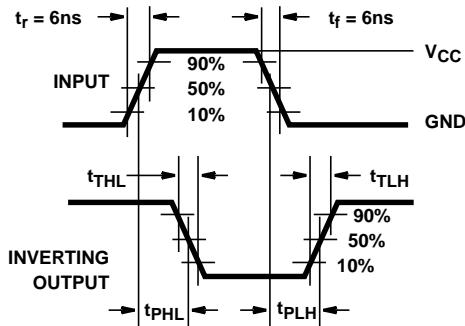 tr = 6ns
tf = 6ns
VCC
INPUT
90%
50%
10%
GND
tTHL
tTLH
90%
50%
10%
INVERTING
OUTPUT
tPHL
tPLH